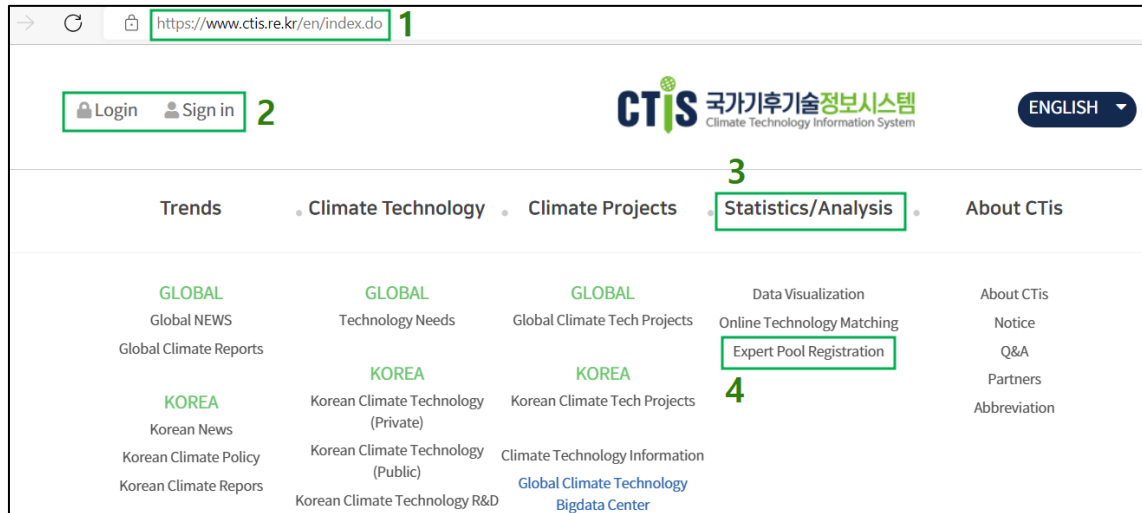 https://www.ctis.re.kr/en/index.do 1
Login Sign in 2
CTiS 국가기후기술정보시스템
Climate Technology Information System
ENGLISH
3
Trends Climate Technology Climate Projects Statistics/Analysis About CTis
GLOBAL GLOBAL GLOBAL Data Visualization About CTis
Global NEWS Technology Needs Global Climate Tech Projects Online Technology Matching Notice
Global Climate Reports Expert Pool Registration Q&A
KOREA KOREA 4 Partners
KOREA Korean Climate Technology Korean Climate Tech Projects Abbreviation
(Private)
Korean News
Korean Climate Policy Korean Climate Technology Climate Technology Information
(Public)
Korean Climate Repors Global Climate Technology
Korean Climate Technology R&D Bigdata Center